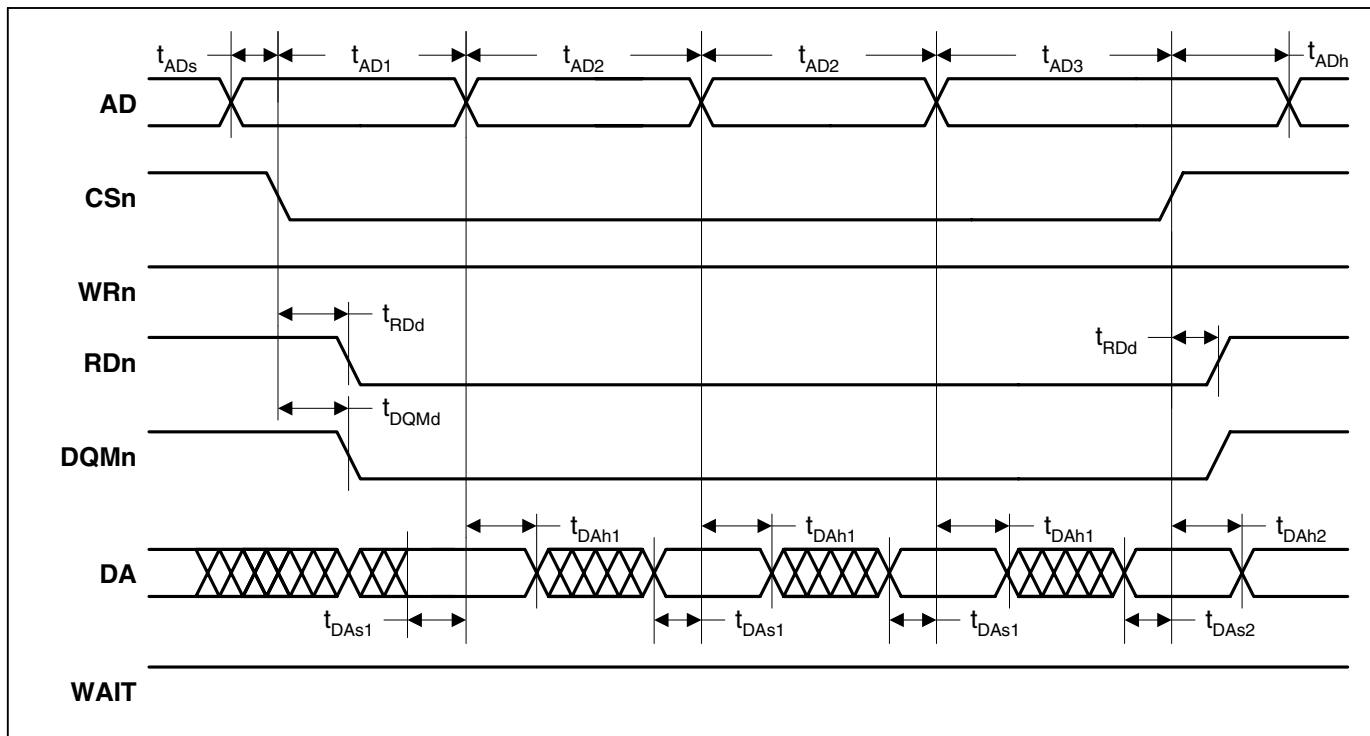 tADs tAD1 tAD2 tAD2 tAD3 tADh
AD
CSn
WRn
tRDd
tRDd
RDn
tDQMd
DQMn
tDAh1 tDAh1 tDAh1 tDAh2
DA
tDAs1 tDAs1 tDAs1 tDAs2
WAIT